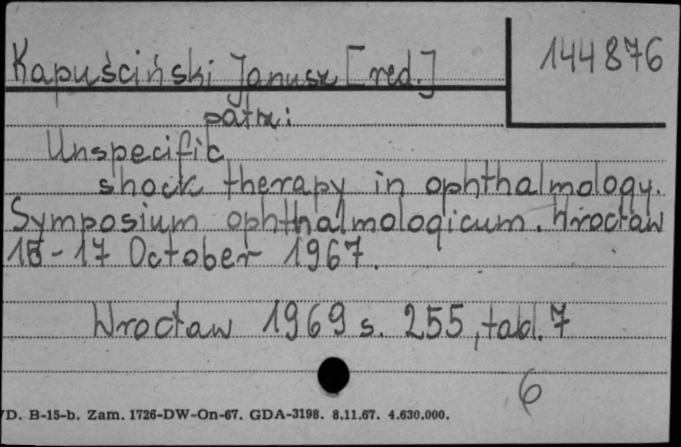 144876
Kapuściński Janusz [red.]
patrz:
Unspecific
shock therapy in ophthalmology.
Symposium ophthalmologicum. Wrocław
15-17 October 1967.
Wrocław 1969 s. 255, tabl. 7
6
D. B-15-b. Zam. 1726-DW-On-67. GDA-3198. 8.11.67. 4.630.000.